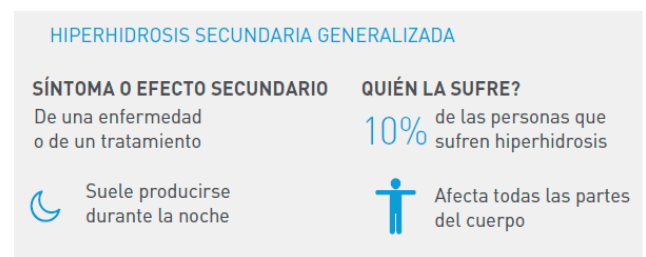 HIPERHIDROSIS SECUNDARIA GENERALIZADA
SÍNTOMA O EFECTO SECUNDARIO
De una enfermedad
o de un tratamiento
Suele producirse
durante la noche
QUIÉN LA SUFRE?
10% de las personas que
sufren hiperhidrosis
Afecta todas las partes
del cuerpo